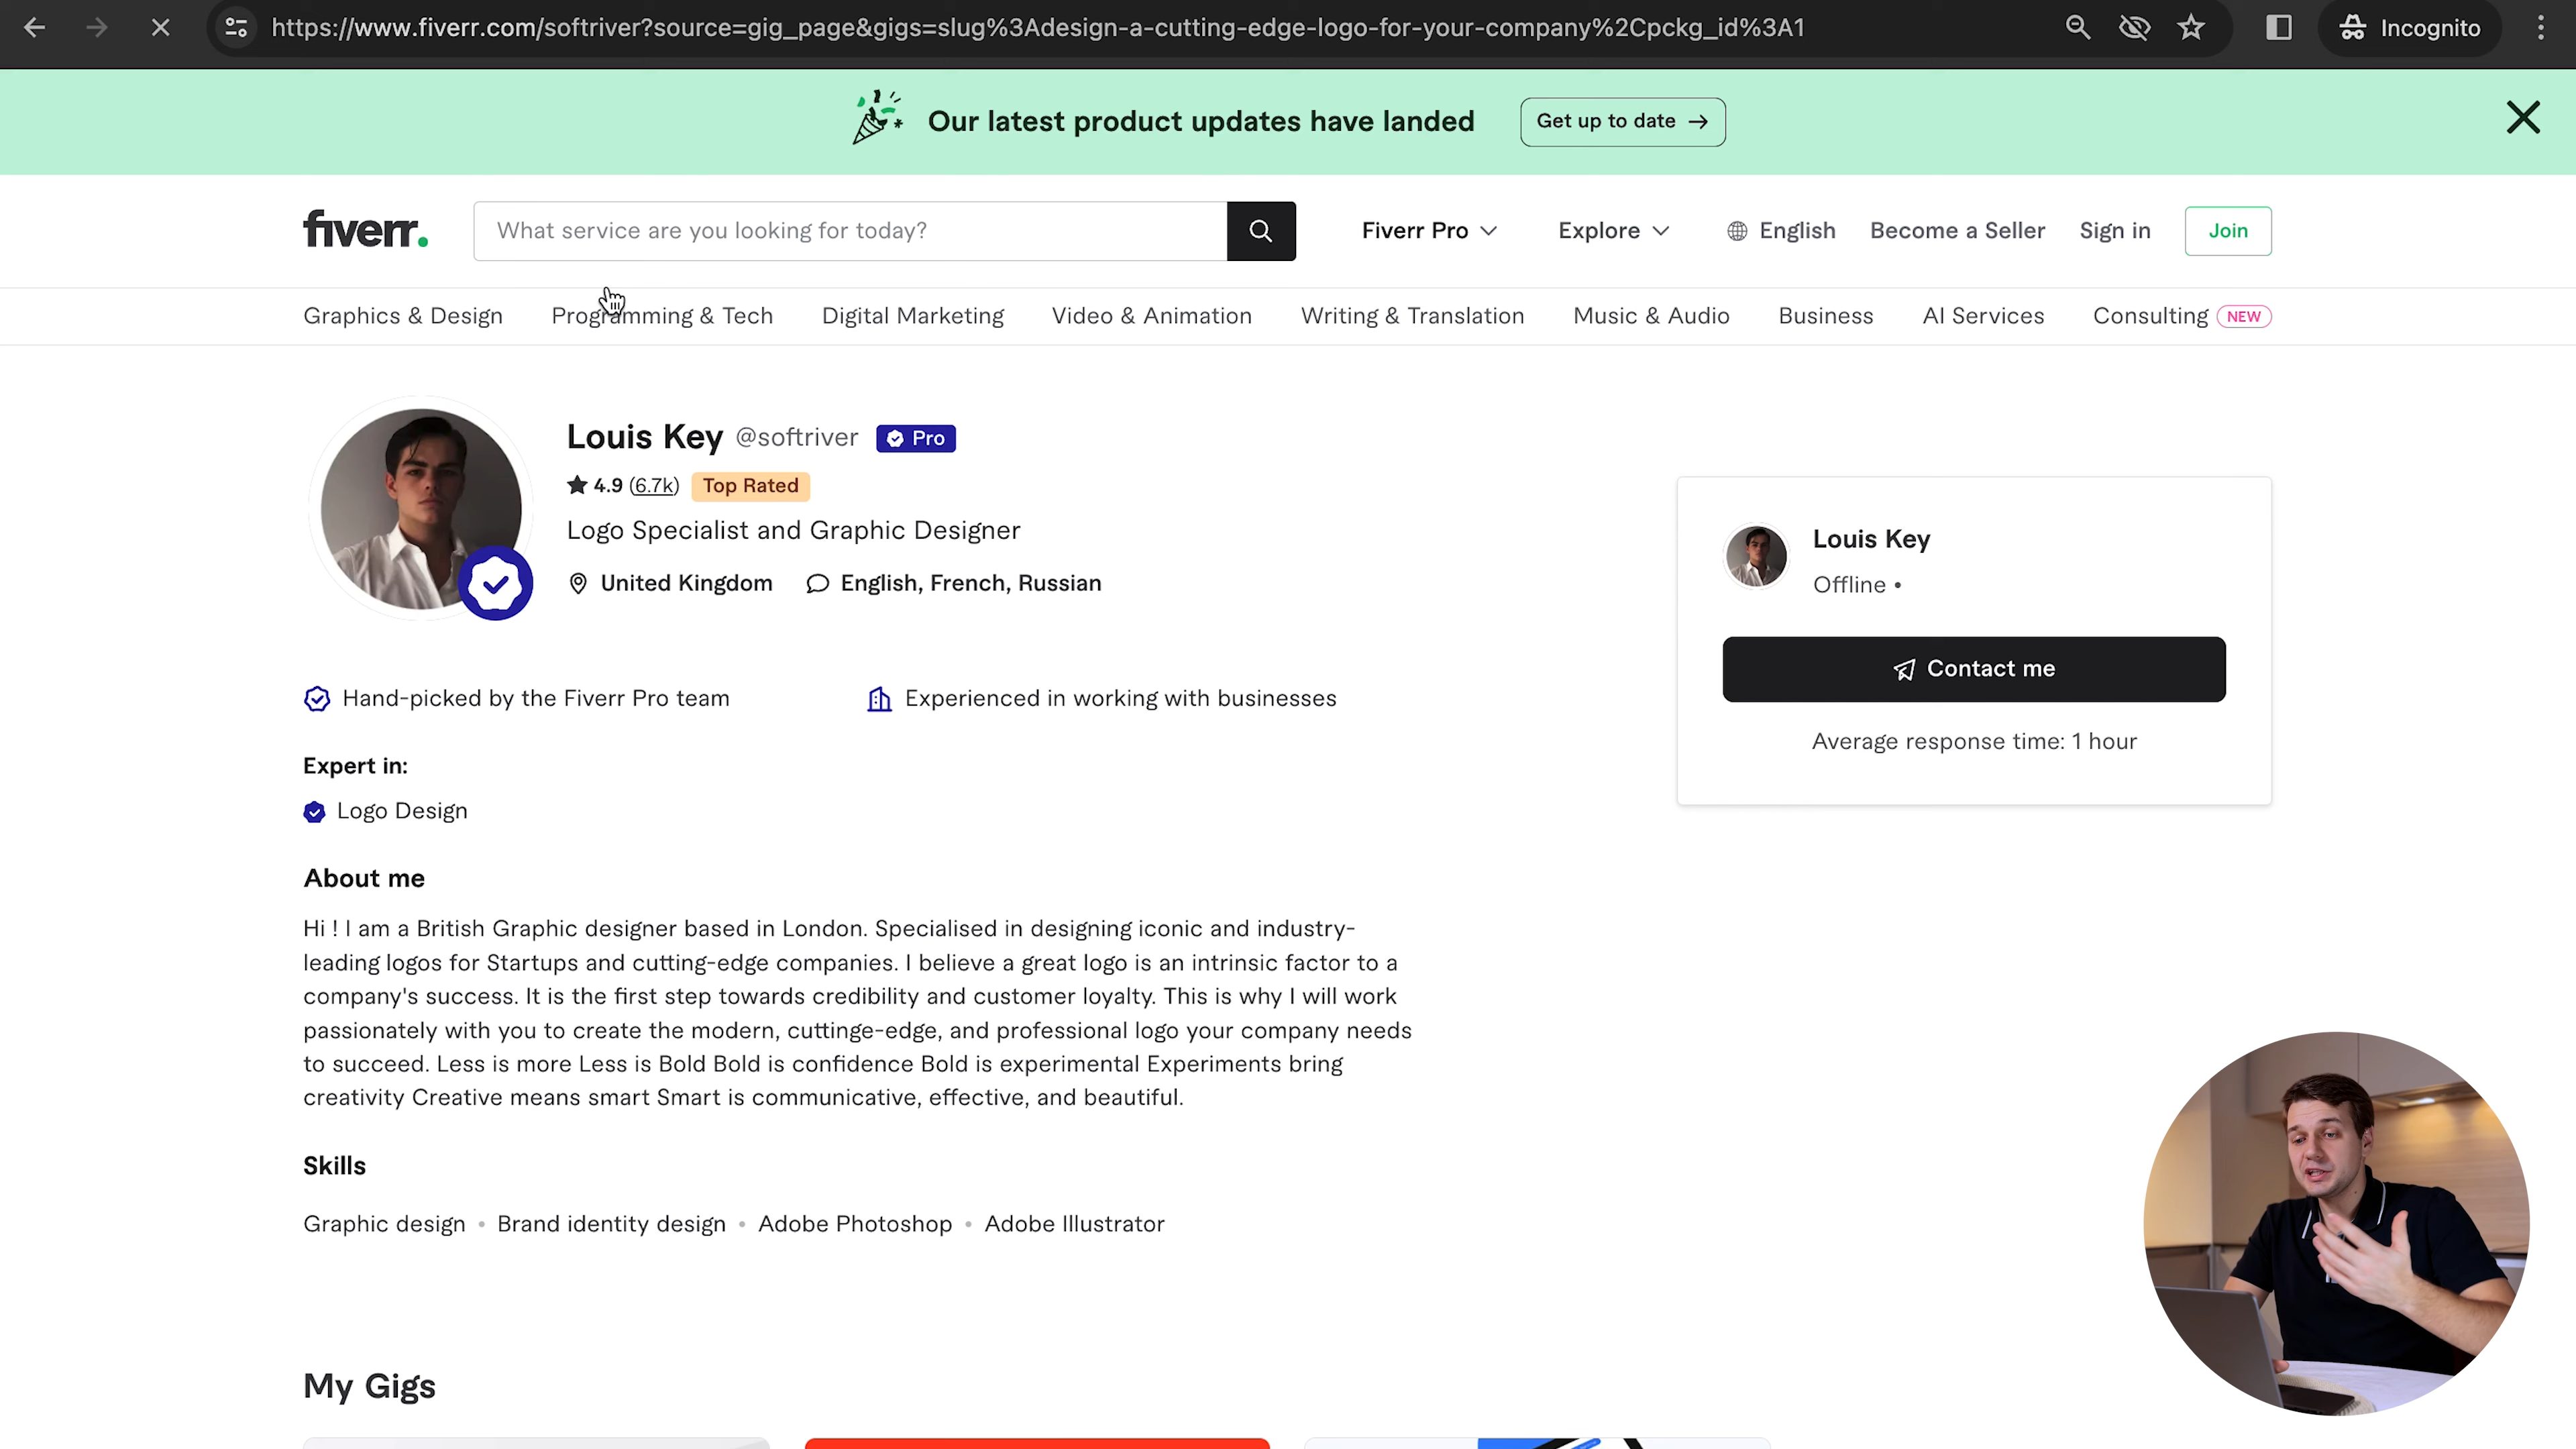 https://www.fiverr.com/softriver?source=gig_page&gigs=slug%3Adesign-a-cutting-edge-logo-for-your-company%2Cpckg_id%3A1
Incognito
Our latest product updates have landed
Get up to date →
fiverr.
What service are you looking for today?
Fiverr Pro
Explore
English
Become a Seller
Sign in
Join
Graphics & Design
Programming & Tech
Digital Marketing
Video & Animation
Writing & Translation
Music & Audio
Business
AI Services
Consulting NEW
Louis Key @softriver Pro
4.9 (6.7k) Top Rated
Logo Specialist and Graphic Designer
United Kingdom
English, French, Russian
Louis Key
Offline •
Contact me
Average response time: 1 hour
Hand-picked by the Fiverr Pro team
Experienced in working with businesses
Expert in:
Logo Design
About me
Hi ! I am a British Graphic designer based in London. Specialised in designing iconic and industry-
leading logos for Startups and cutting-edge companies. I believe a great logo is an intrinsic factor to a
company's success. It is the first step towards credibility and customer loyalty. This is why I will work
passionately with you to create the modern, cuttinge-edge, and professional logo your company needs
to succeed. Less is more Less is Bold Bold is confidence Bold is experimental Experiments bring
creativity Creative means smart Smart is communicative, effective, and beautiful.
Skills
Graphic design • Brand identity design • Adobe Photoshop • Adobe Illustrator
My Gigs